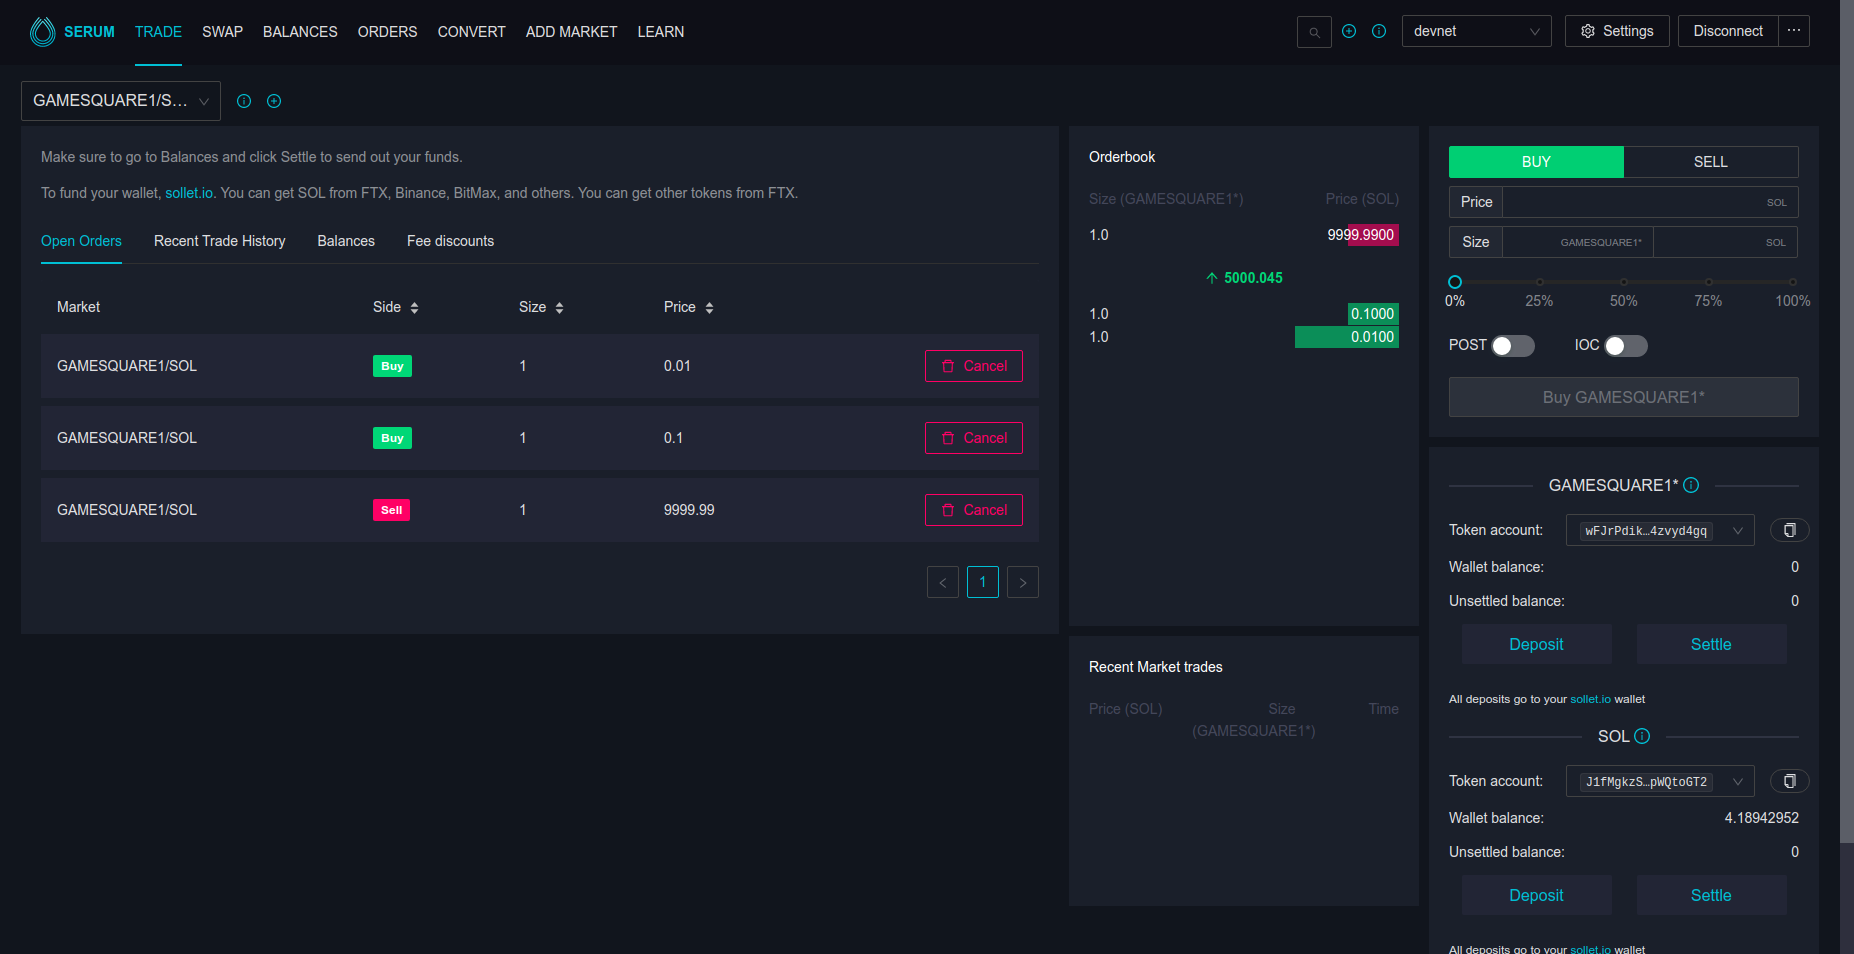 SERUM TRADE SWAP BALANCES ORDERS CONVERT ADD MARKET LEARN devnet Settings Disconnect ···
GAMESQUARE1/S...
Make sure to go to Balances and click Settle to send out your funds.
To fund your wallet, sollet.io. You can get SOL from FTX, Binance, BitMax, and others. You can get other tokens from FTX.
Open Orders Recent Trade History Balances Fee discounts
Market Side Size Price
GAMESQUARE1/SOL Buy 1 0.01 Cancel
GAMESQUARE1/SOL Buy 1 0.1 Cancel
GAMESQUARE1/SOL Sell 1 9999.99 Cancel
< 1 >
Orderbook
Size (GAMESQUARE1*) Price (SOL)
1.0 9999.9900
↑ 5000.045
1.0 0.1000
1.0 0.0100
Recent Market trades
Price (SOL) Size (GAMESQUARE1*) Time
BUY SELL
Price SOL
Size GAMESQUARE1* SOL
0% 25% 50% 75% 100%
POST IOC
Buy GAMESQUARE1*
GAMESQUARE1*
Token account: wFJrPdik…4zvyd4gq
Wallet balance: 0
Unsettled balance: 0
Deposit Settle
All deposits go to your sollet.io wallet
SOL
Token account: J1fMgkzS…pWQtoGT2
Wallet balance: 4.18942952
Unsettled balance: 0
Deposit Settle
All deposits go to your sollet.io wallet